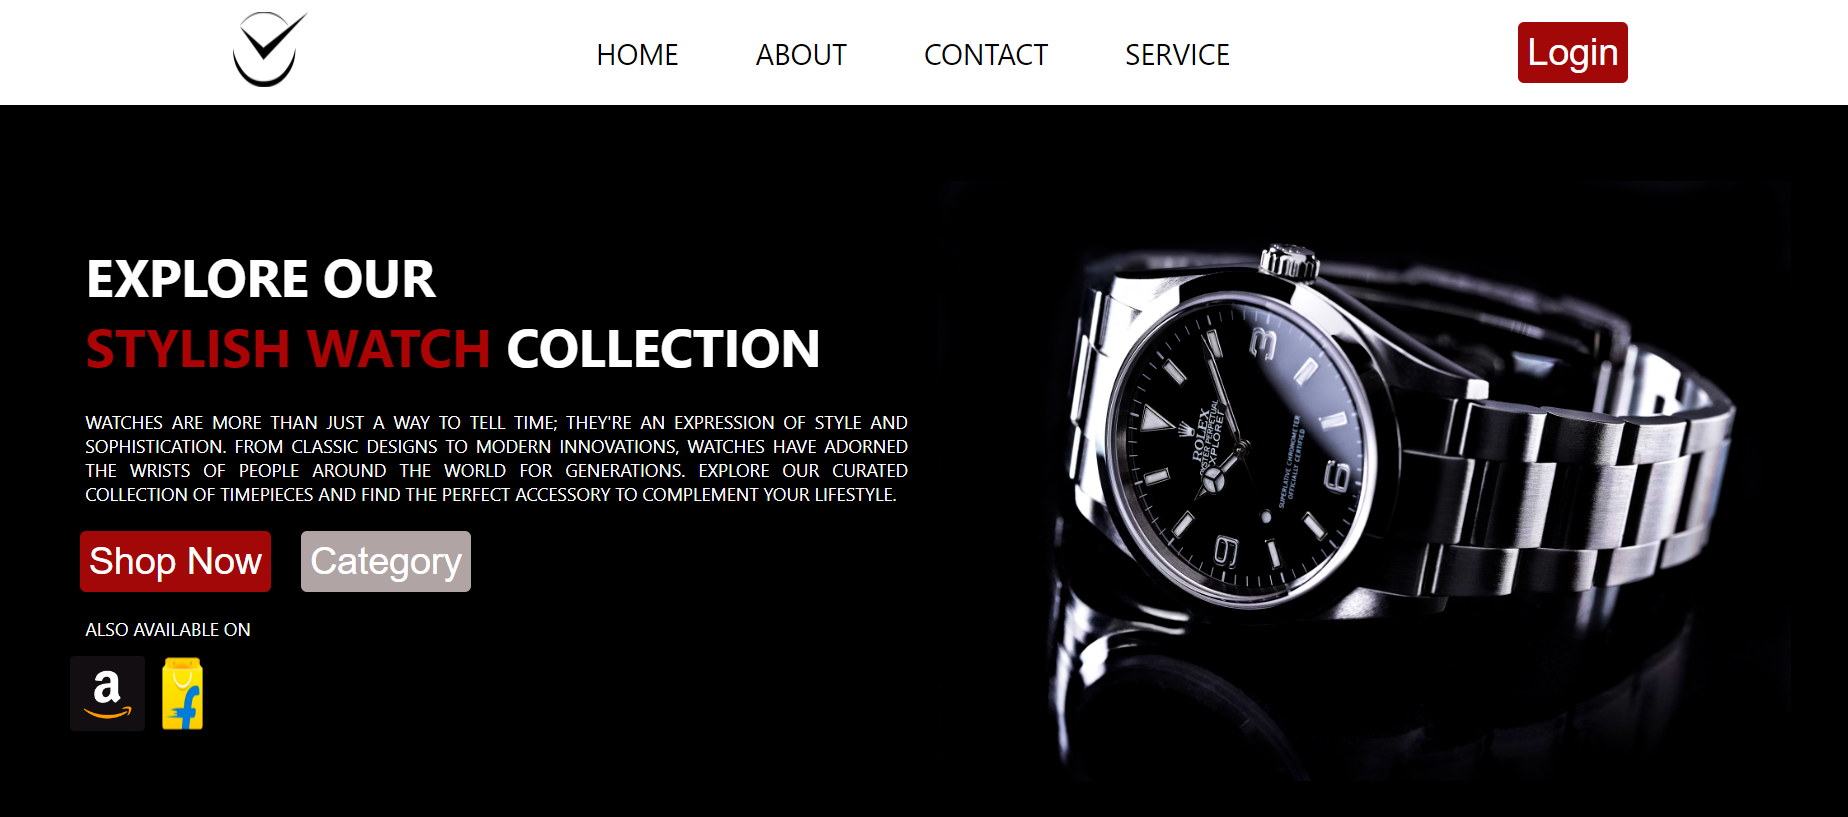 HOME ABOUT CONTACT SERVICE Login
EXPLORE OUR
STYLISH WATCH COLLECTION
WATCHES ARE MORE THAN JUST A WAY TO TELL TIME; THEY'RE AN EXPRESSION OF STYLE AND
SOPHISTICATION. FROM CLASSIC DESIGNS TO MODERN INNOVATIONS, WATCHES HAVE ADORNED
THE WRISTS OF PEOPLE AROUND THE WORLD FOR GENERATIONS. EXPLORE OUR CURATED
COLLECTION OF TIMEPIECES AND FIND THE PERFECT ACCESSORY TO COMPLEMENT YOUR LIFESTYLE.
Shop Now Category
ALSO AVAILABLE ON
a f
3
6
9
ROLEX
OYSTER PERPETUAL
EXPLORER
SUPERLATIVE CHRONOMETER
OFFICIALLY CERTIFIED